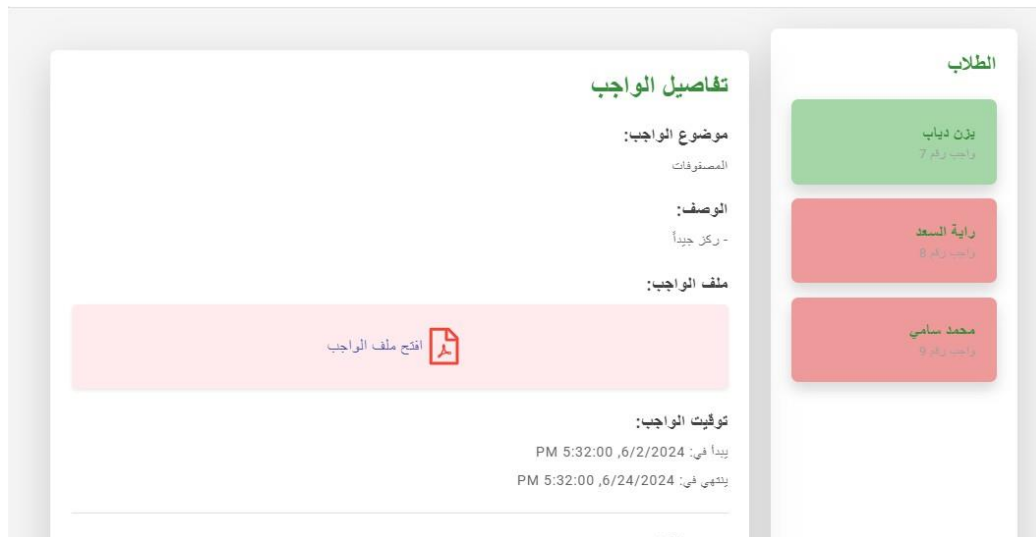 الطلاب
يزن دياب
واجب رقم 7
راية السعد
واجب رقم 8
محمد سامي
واجب رقم 9
تفاصيل الواجب
موضوع الواجب:
المصفوفات
الوصف:
- ركز جيداً
ملف الواجب:
افتح ملف الواجب
توقيت الواجب:
يبدأ في: 6/2/2024, 5:32:00 PM
ينتهي في: 6/24/2024, 5:32:00 PM